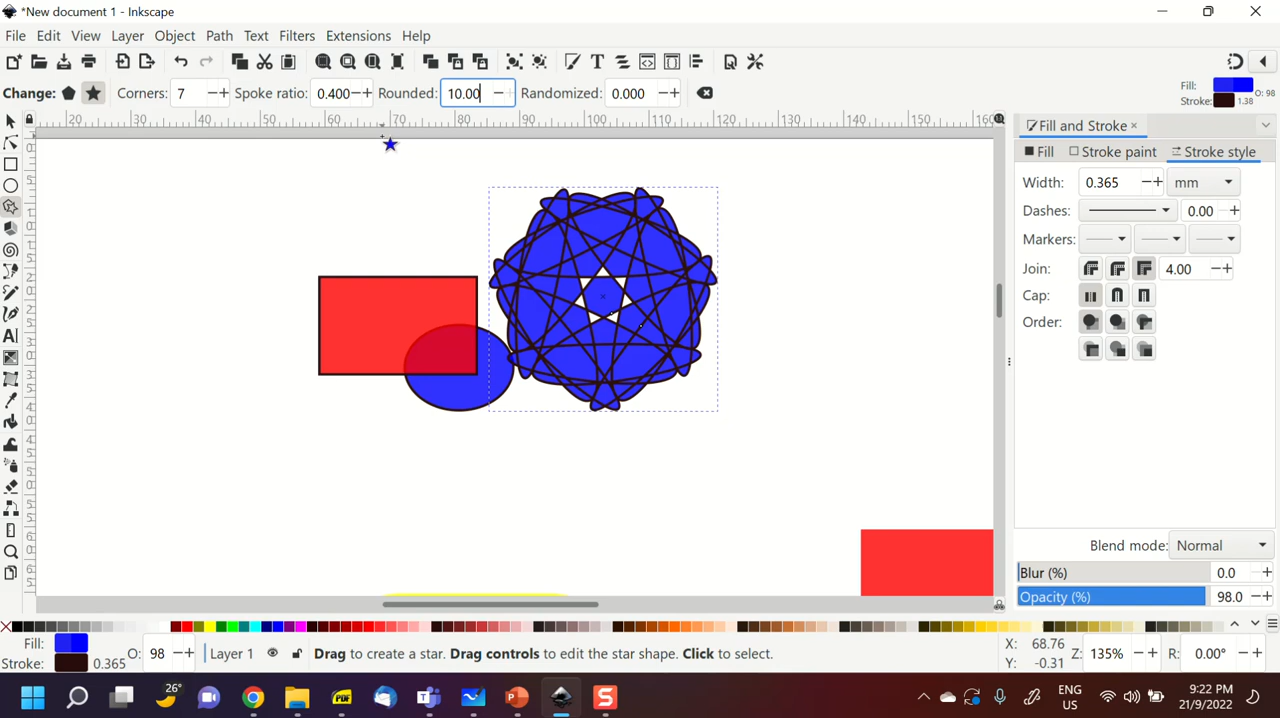 *New document 1 - Inkscape
File Edit View Layer Object Path Text Filters Extensions Help
Change: Corners: 7 Spoke ratio: 0.400 Rounded: 10.00 Randomized: 0.000
Fill: O: 98
Stroke: 1.38
20 30 40 50 60 70 80 90 100 110 120 130 140 150 160
Fill and Stroke
Fill Stroke paint Stroke style
Width: 0.365 mm
Dashes: 0.00
Markers:
Join: 4.00
Cap:
Order:
Blend mode: Normal
Blur (%) 0.0
Opacity (%) 98.0
Fill: O: 98 Layer 1 Drag to create a star. Drag controls to edit the star shape. Click to select. X: 68.76 Z: 135% R: 0.00°
Stroke: 0.365 Y: -0.31
26° PDF ENG 9:22 PM
US 21/9/2022